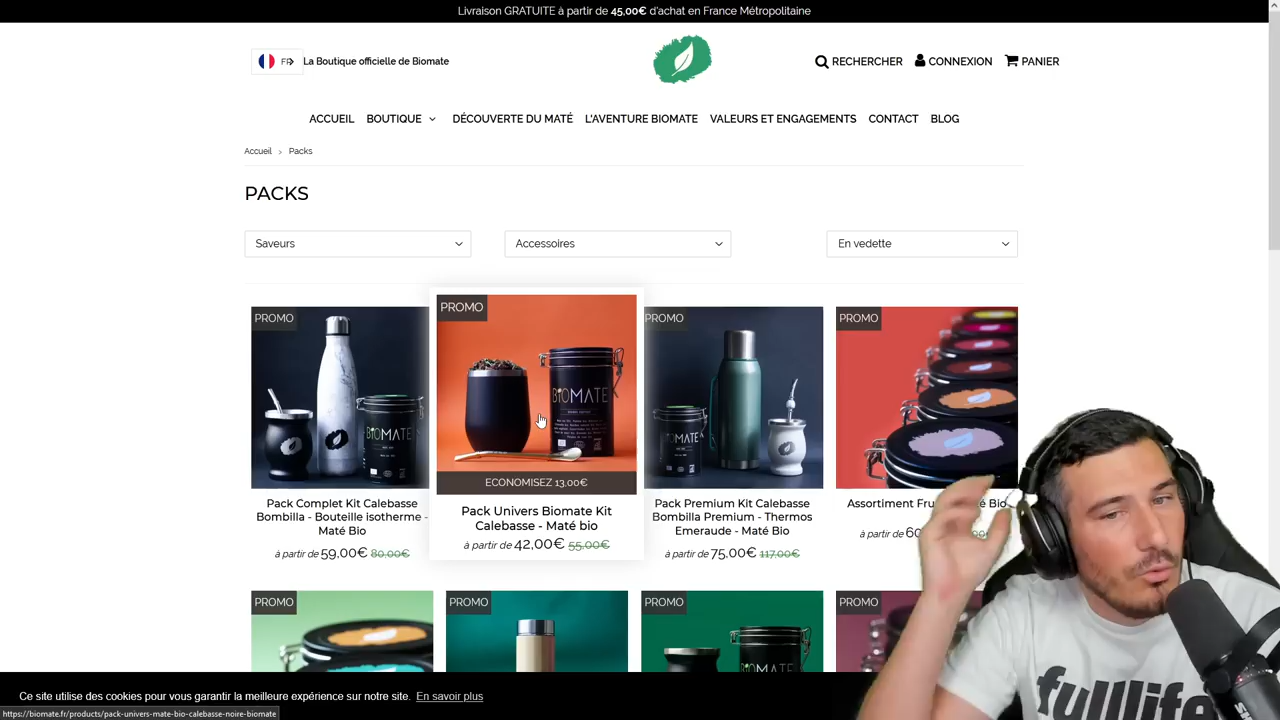 Livraison GRATUITE à partir de 45,00€ d'achat en France Métropolitaine
FR
La Boutique officielle de Biomate
RECHERCHER
CONNEXION
PANIER
ACCUEIL
BOUTIQUE
DÉCOUVERTE DU MATÉ
L'AVENTURE BIOMATE
VALEURS ET ENGAGEMENTS
CONTACT
BLOG
Accueil > Packs
PACKS
Saveurs
Accessoires
En vedette
PROMO
BIOMATE
Pack Complet Kit Calebasse
Bombilla - Bouteille isotherme -
Maté Bio
à partir de 59,00€ 80,00€
PROMO
BIOMATE
ECONOMISEZ 13,00€
Pack Univers Biomate Kit
Calebasse - Maté bio
à partir de 42,00€ 55,00€
PROMO
BIOMATE
Pack Premium Kit Calebasse
Bombilla Premium - Thermos
Emeraude - Maté Bio
à partir de 75,00€ 117,00€
PROMO
Assortiment Bio
à partir de
PROMO
PROMO
PROMO
BIOMATE
PROMO
Ce site utilise des cookies pour vous garantir la meilleure expérience sur notre site. En savoir plus
https://biomate.fr/products/pack-univers-mate-bio-calebasse-noire-biomate
fulllife